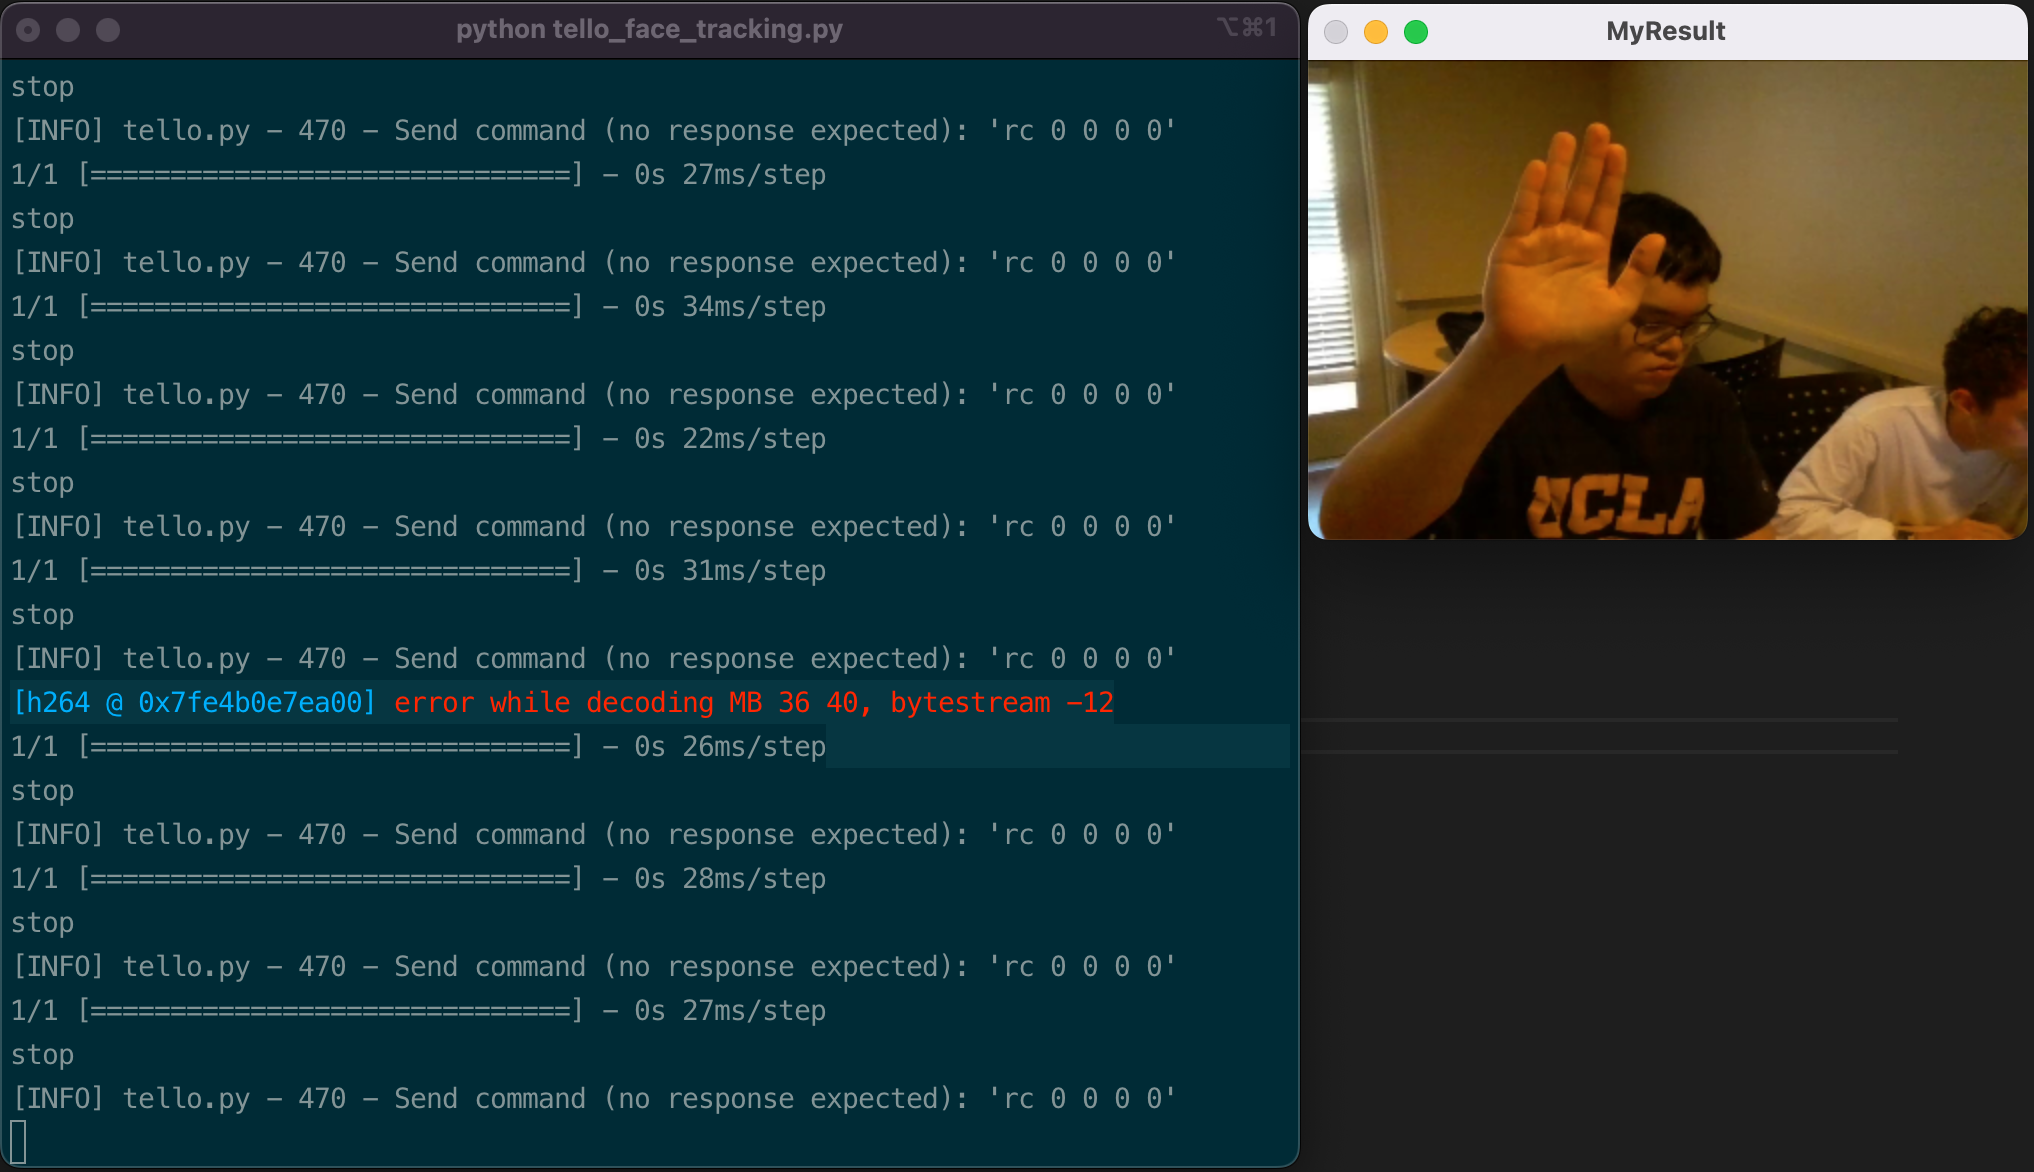 python tello_face_tracking.py
⌥⌘1
stop
[INFO] tello.py - 470 - Send command (no response expected): 'rc 0 0 0 0'
1/1 [==============================] - 0s 27ms/step
stop
[INFO] tello.py - 470 - Send command (no response expected): 'rc 0 0 0 0'
1/1 [==============================] - 0s 34ms/step
stop
[INFO] tello.py - 470 - Send command (no response expected): 'rc 0 0 0 0'
1/1 [==============================] - 0s 22ms/step
stop
[INFO] tello.py - 470 - Send command (no response expected): 'rc 0 0 0 0'
1/1 [==============================] - 0s 31ms/step
stop
[INFO] tello.py - 470 - Send command (no response expected): 'rc 0 0 0 0'
[h264 @ 0x7fe4b0e7ea00] error while decoding MB 36 40, bytestream -12
1/1 [==============================] - 0s 26ms/step
stop
[INFO] tello.py - 470 - Send command (no response expected): 'rc 0 0 0 0'
1/1 [==============================] - 0s 28ms/step
stop
[INFO] tello.py - 470 - Send command (no response expected): 'rc 0 0 0 0'
1/1 [==============================] - 0s 27ms/step
stop
[INFO] tello.py - 470 - Send command (no response expected): 'rc 0 0 0 0'
MyResult
UCLA